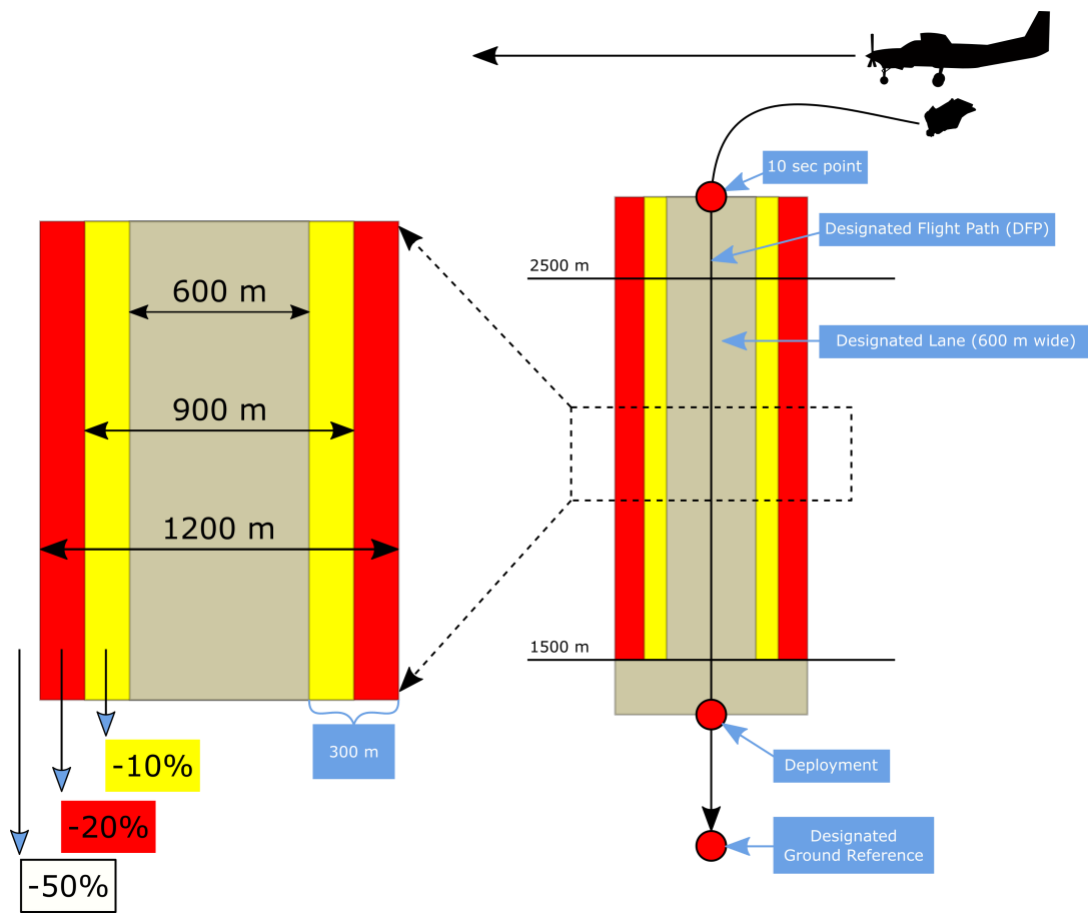 10 sec point
Designated Flight Path (DFP)
2500 m
600 m
Designated Lane (600 m wide)
900 m
1200 m
1500 m
300 m
-10%
Deployment
-20%
Designated
Ground Reference
-50%